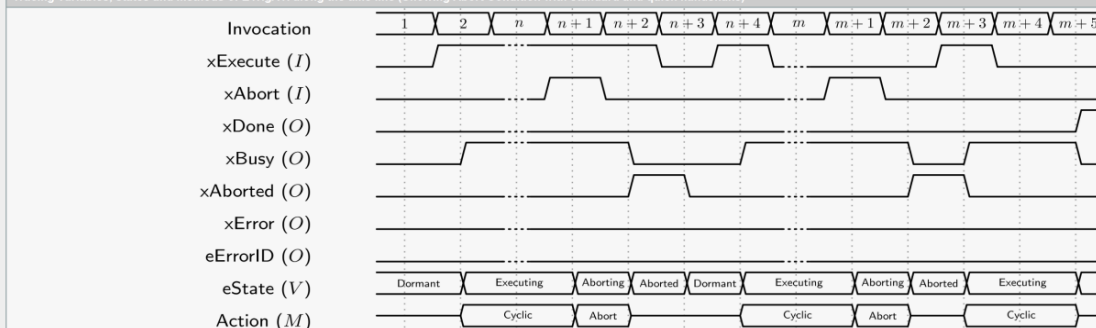 Invocation 1 2 n n + 1 n + 2 n + 3 n + 4 m m + 1 m + 2 m + 3 m + 4 m + 5
xExecute (I)
xAbort (I)
xDone (O)
xBusy (O)
xAborted (O)
xError (O)
eErrorID (O)
eState (V) Dormant Executing Aborting Aborted Dormant Executing Aborting Aborted Executing
Action (M) Cyclic Abort Cyclic Abort Cyclic